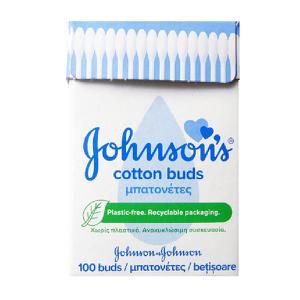 Johnson's®
cotton buds
μπατονέτες
Plastic-free. Recyclable packaging.
Χωρίς πλαστικό. Ανακυκλώσιμη συσκευασία.
Johnson&Johnson
100 buds / μπατονέτες / bețișoare